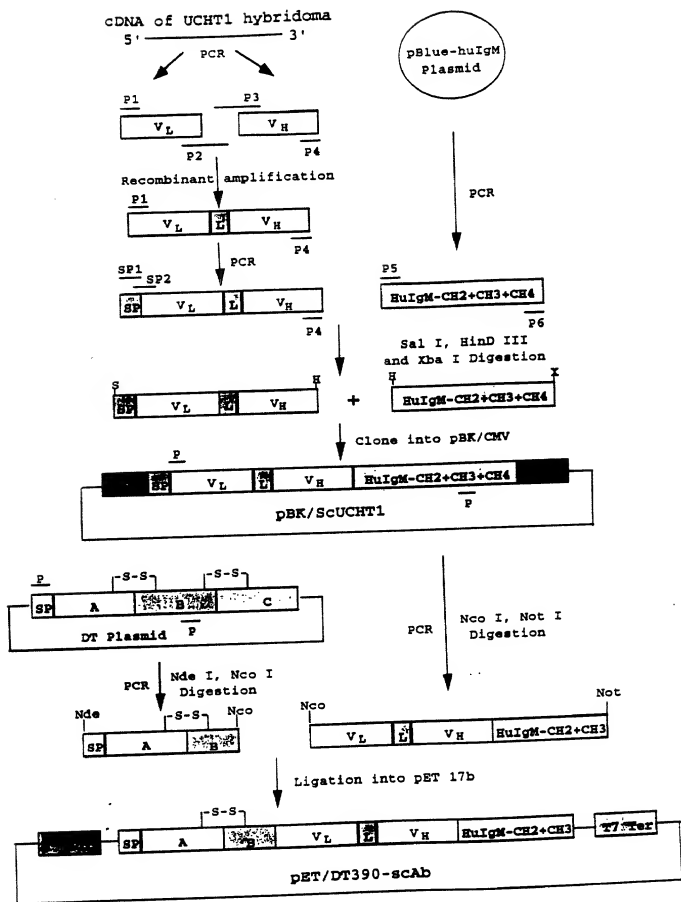 cDNA of UCHT1 hybridoma
5' 3'
PCR
pBlue-huIgM
Plasmid
P1 P3
VL VH
P2 P4
Recombinant amplification
PCR
P1
VL L VH
P4
PCR
SP1
SP2
P5
SP VL L VH
HuIgM-CH2+CH3+CH4
P4
P6
Sal I, HinD III
and Xba I Digestion
S H H X
SP VL L VH + HuIgM-CH2+CH3+CH4
Clone into pBK/CMV
P
SP VL L VH HuIgM-CH2+CH3+CH4
P
pBK/ScUCHT1
P -S-S- -S-S-
SP A B C
DT Plasmid P
PCR Nco I, Not I
Digestion
PCR Nde I, Nco I
Digestion
Nde -S-S- Nco
SP A B
Nco Not
VL L VH HuIgM-CH2+CH3
Ligation into pET 17b
-S-S-
SP A B VL L VH HuIgM-CH2+CH3 T7 Ter
pET/DT390-scAb